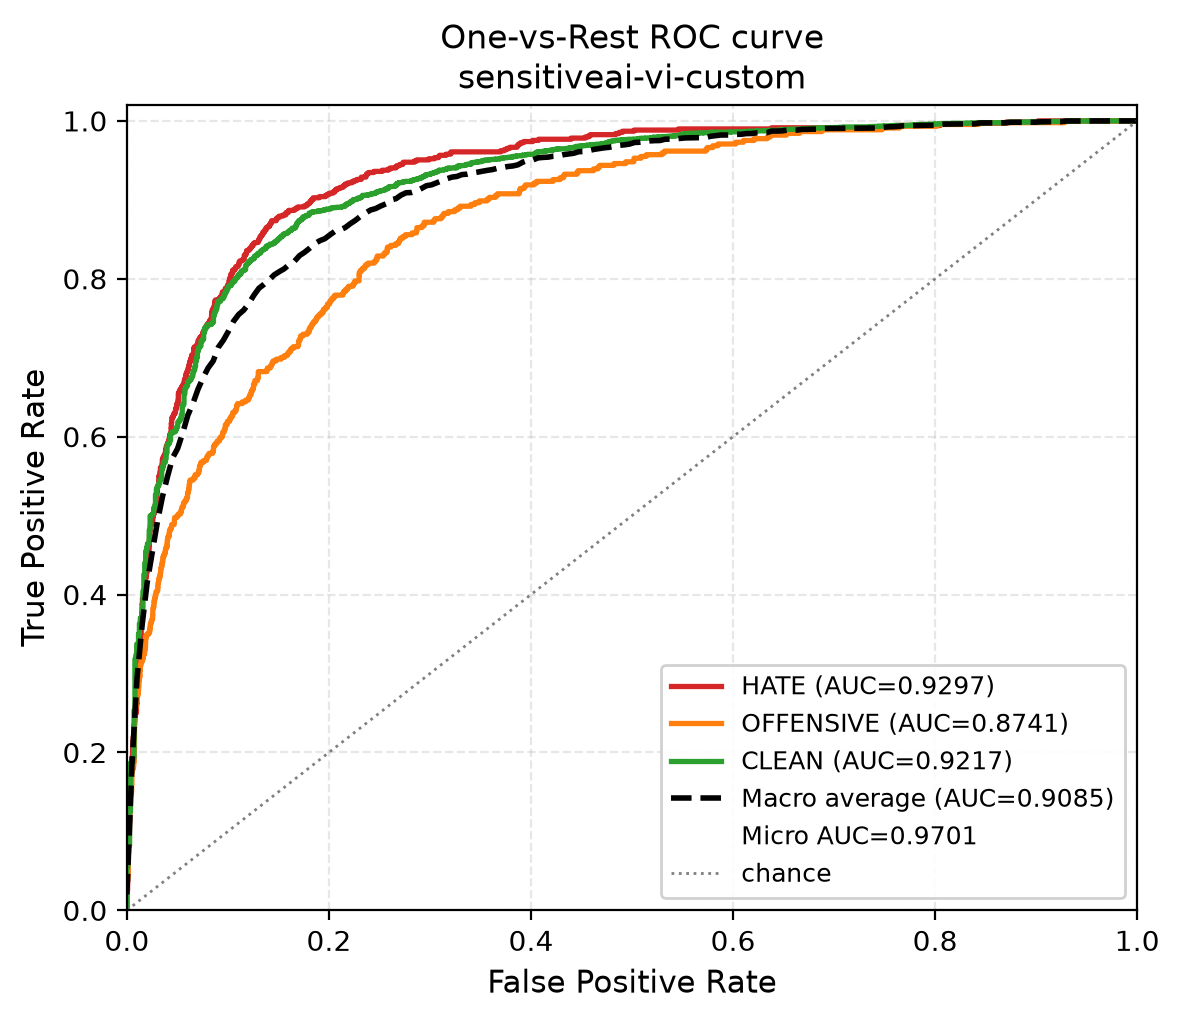 One-vs-Rest ROC curve
sensitiveai-vi-custom
True Positive Rate
1.0
0.8
0.6
0.4
0.2
0.0
0.0 0.2 0.4 0.6 0.8 1.0
False Positive Rate
HATE (AUC=0.9297)
OFFENSIVE (AUC=0.8741)
CLEAN (AUC=0.9217)
Macro average (AUC=0.9085)
Micro AUC=0.9701
chance